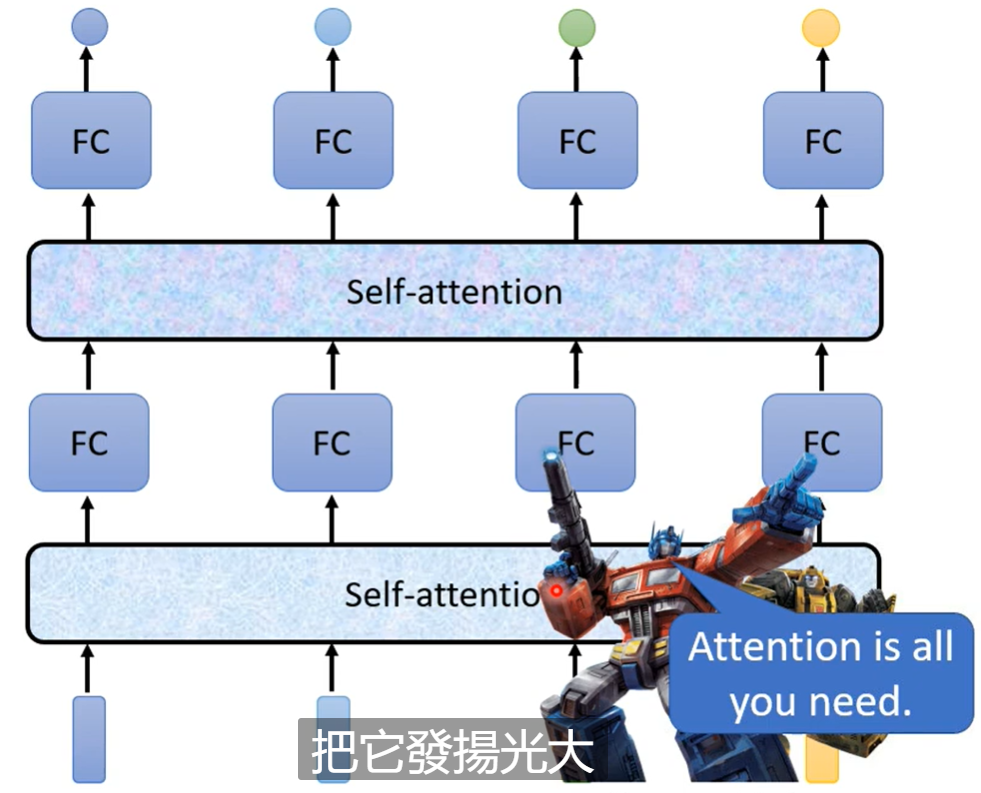 FC FC FC FC
Self-attention
FC FC FC FC
Self-attentio
Attention is all
you need.
把它發揚光大